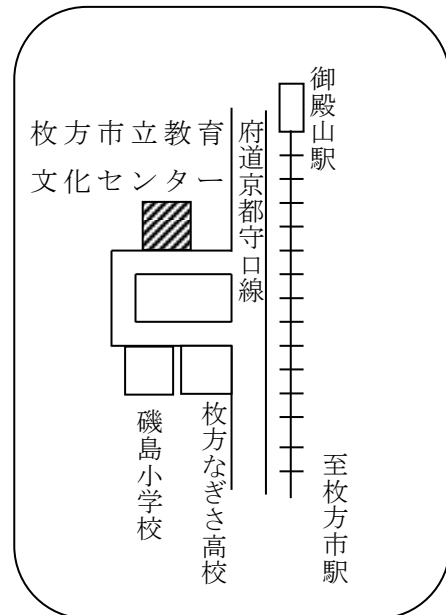 御殿山駅
枚方市立教育
文化センター
府道京都守口線
磯島小学校
枚方なぎさ高校
至枚方市駅